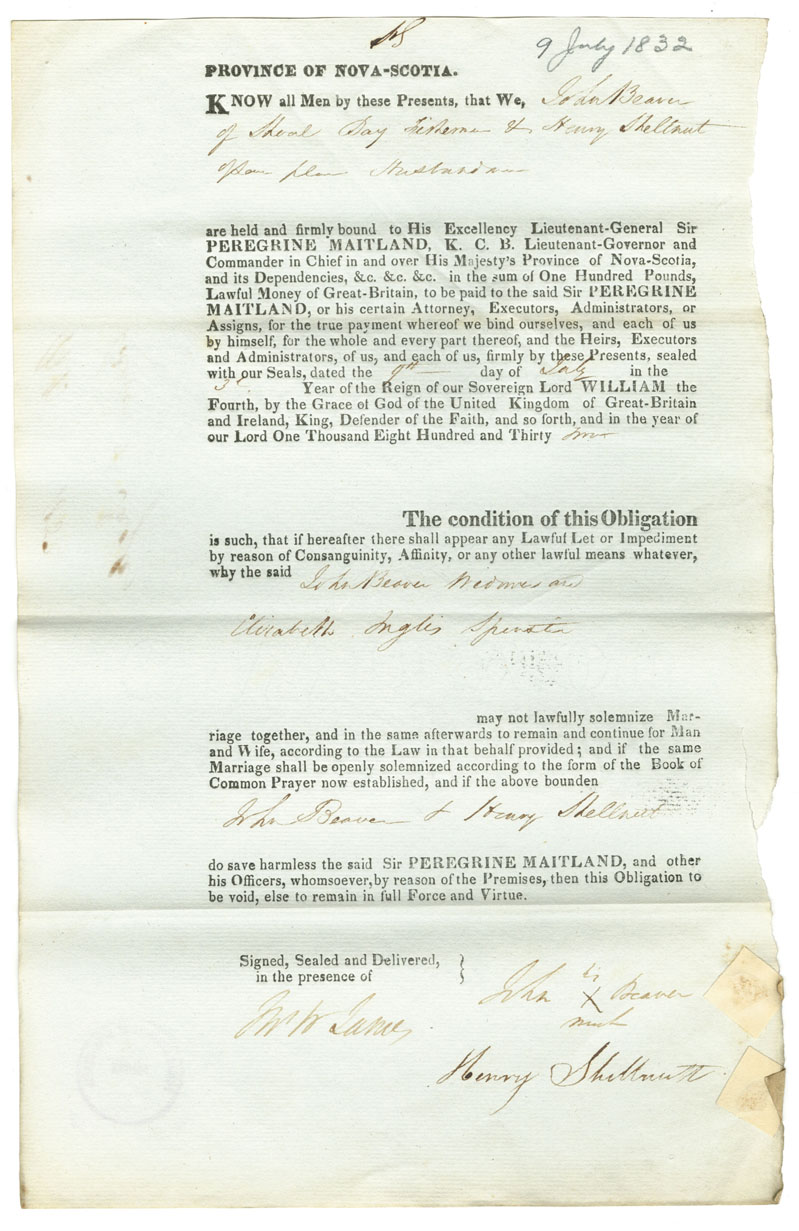 9 July 1832
PROVINCE OF NOVA-SCOTIA.
KNOW all Men by these Presents, that We, John Beaver
of Shoal Bay Fisherman & Henry Shellnut
of same place Husbandman
are held and firmly bound to His Excellency Lieutenant-General Sir
PEREGRINE MAITLAND, K. C. B. Lieutenant-Governor and
Commander in Chief in and over His Majesty's Province of Nova-Scotia,
and its Dependencies, &c. &c. &c. in the sum of One Hundred Pounds,
Lawful Money of Great-Britain, to be paid to the said Sir PEREGRINE
MAITLAND, or his certain Attorney, Executors, Administrators, or
Assigns, for the true payment whereof we bind ourselves, and each of us
by himself, for the whole and every part thereof, and the Heirs, Executors
and Administrators, of us, and each of us, firmly by these Presents, sealed
with our Seals, dated the 9th day of July in the
3d. Year of the Reign of our Sovereign Lord WILLIAM the
Fourth, by the Grace of God of the United Kingdom of Great-Britain
and Ireland, King, Defender of the Faith, and so forth, and in the year of
our Lord One Thousand Eight Hundred and Thirty two
The condition of this Obligation
is such, that if hereafter there shall appear any Lawful Let or Impediment
by reason of Consanguinity, Affinity, or any other lawful means whatever,
why the said John Beaver Widower and
Elizabeth Inglis Spinster
may not lawfully solemnize Mar-
riage together, and in the same afterwards to remain and continue for Man
and Wife, according to the Law in that behalf provided; and if the same
Marriage shall be openly solemnized according to the form of the Book of
Common Prayer now established, and if the above bounden
John Beaver & Henry Shellnut
do save harmless the said Sir PEREGRINE MAITLAND, and other
his Officers, whomsoever, by reason of the Premises, then this Obligation to
be void, else to remain in full Force and Virtue.
Signed, Sealed and Delivered, }
in the presence of
his
John X Beaver
mark
James
Henry Shellnutt